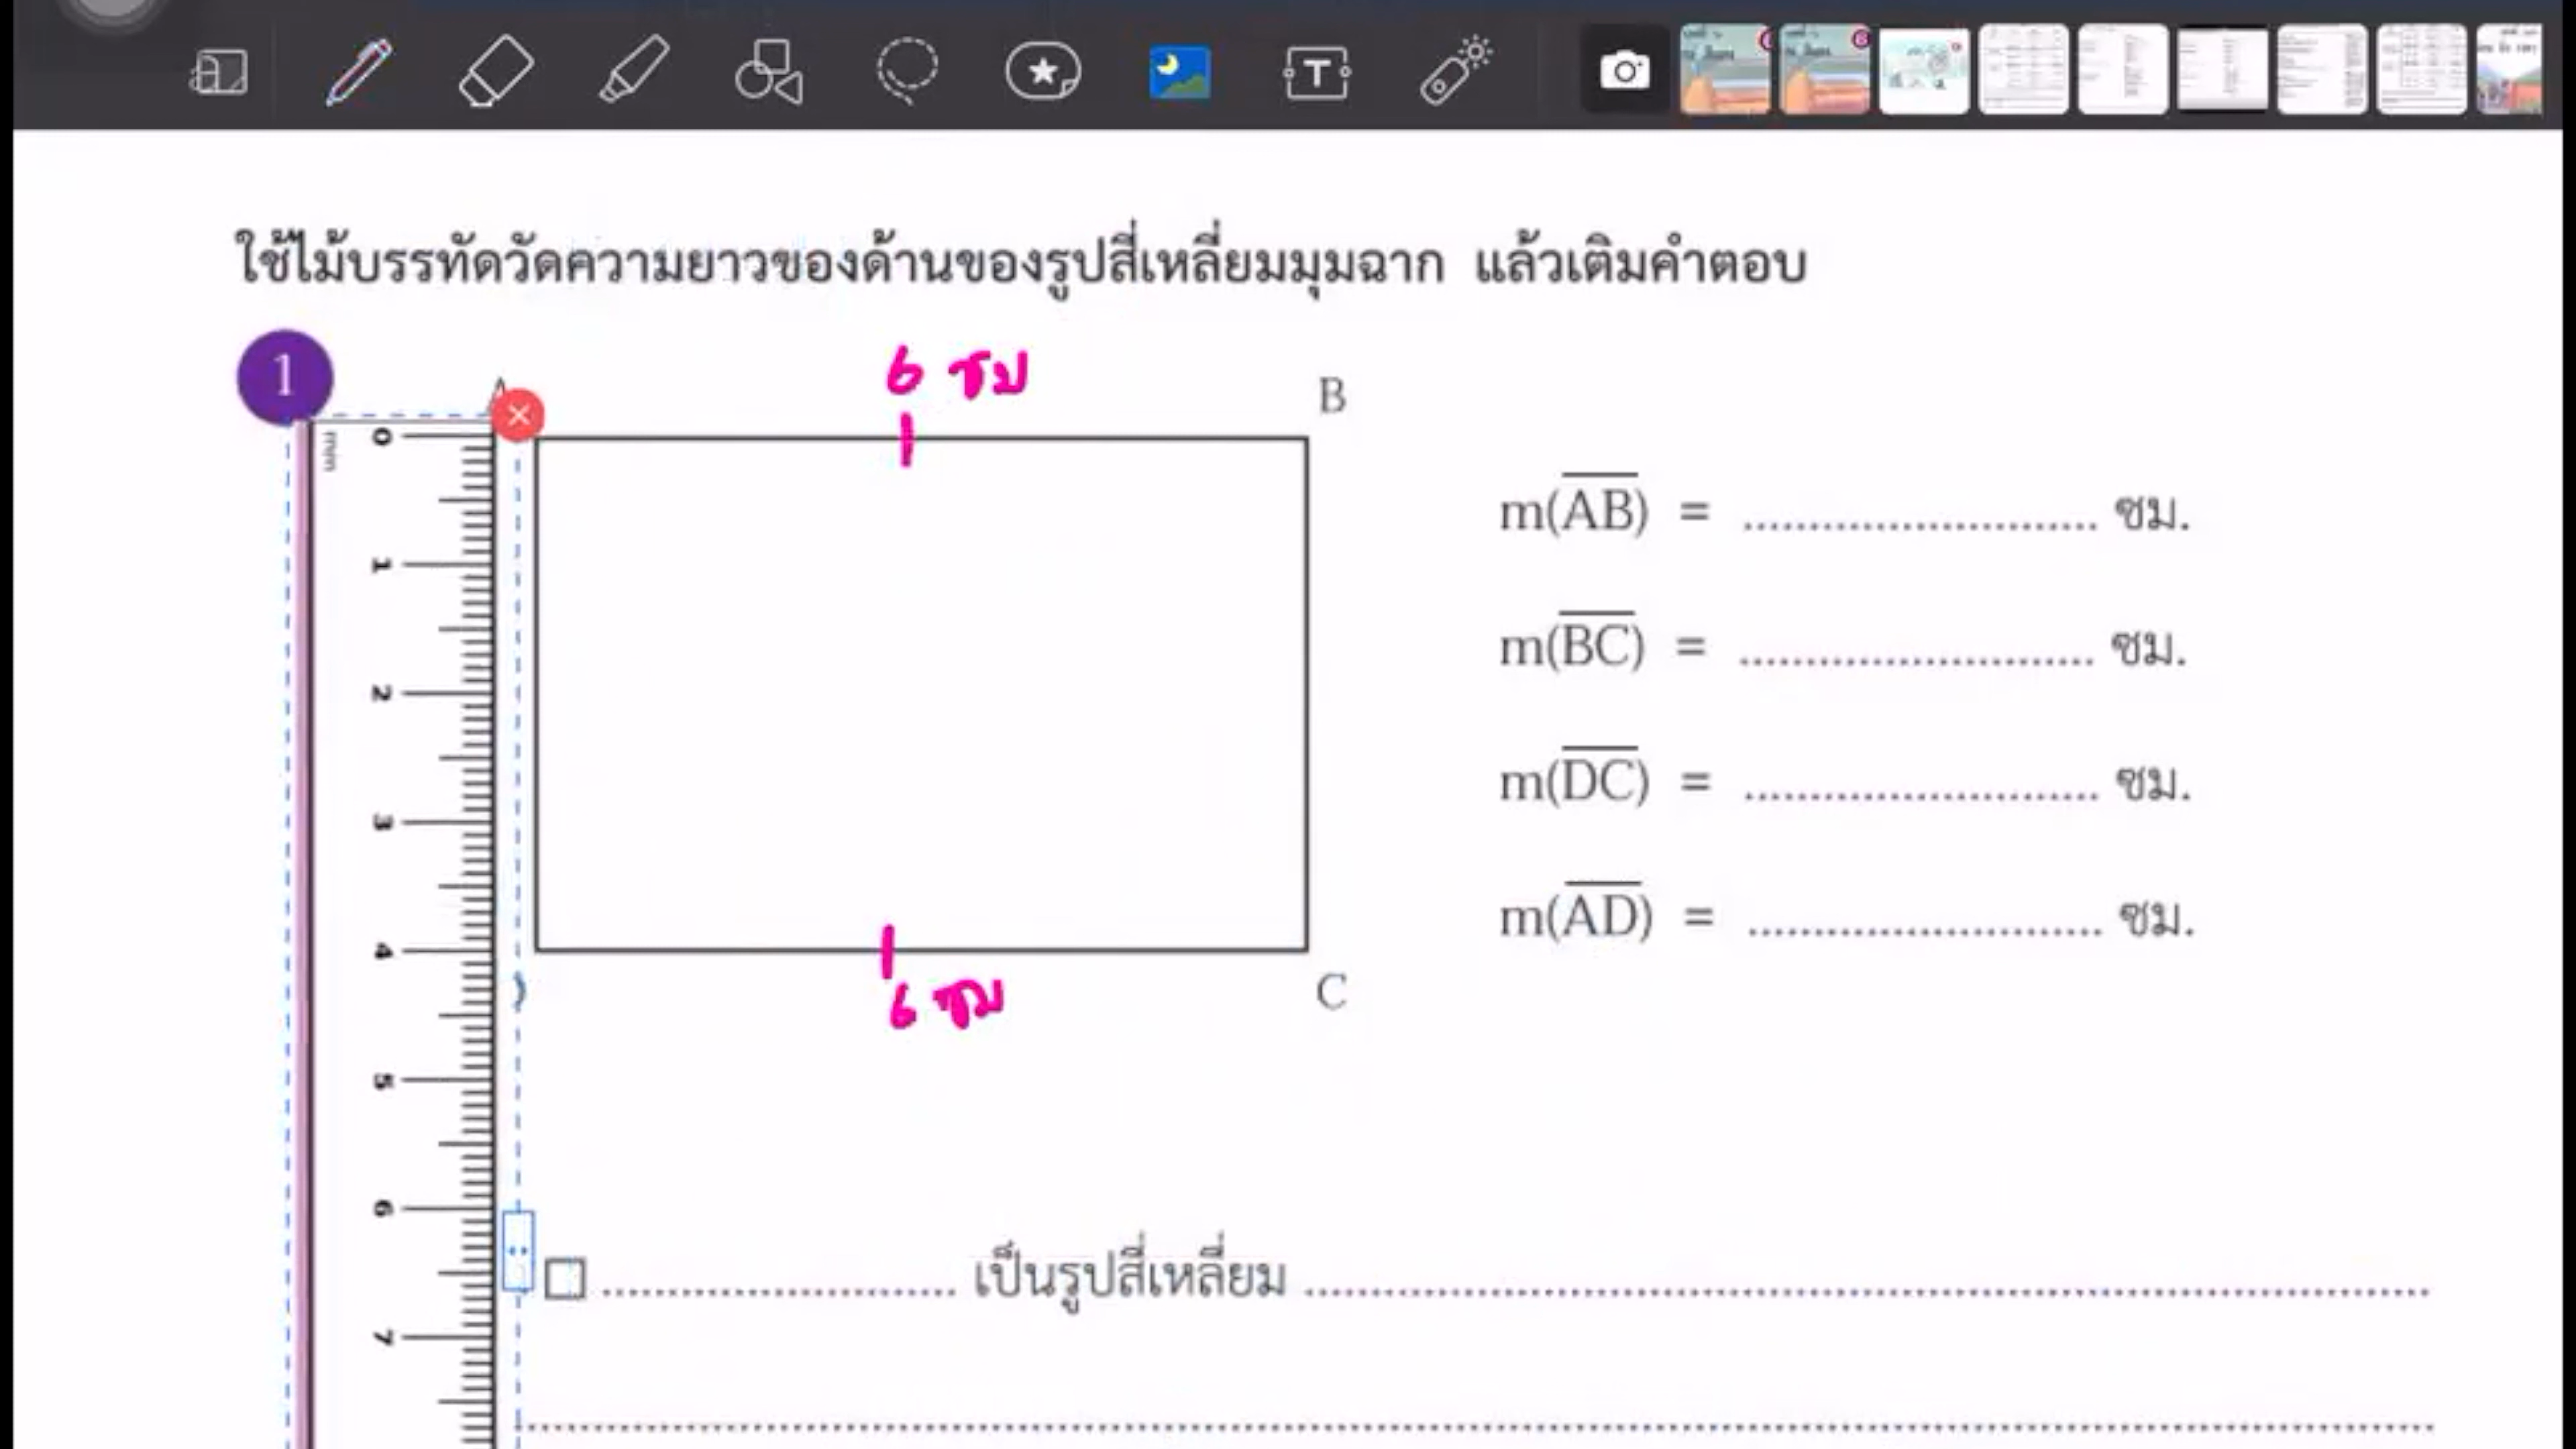 ใช้ไม้บรรทัดวัดความยาวของด้านของรูปสี่เหลี่ยมมุมฉาก แล้วเติมคำตอบ
1
6 ซม
A
B
mm
0
1
2
3
4
5
6
7
m(AB) = ............................ ซม.
m(BC) = ............................ ซม.
m(DC) = ............................ ซม.
m(AD) = ............................ ซม.
C
6 ซม
□ ............................ เป็นรูปสี่เหลี่ยม ............................